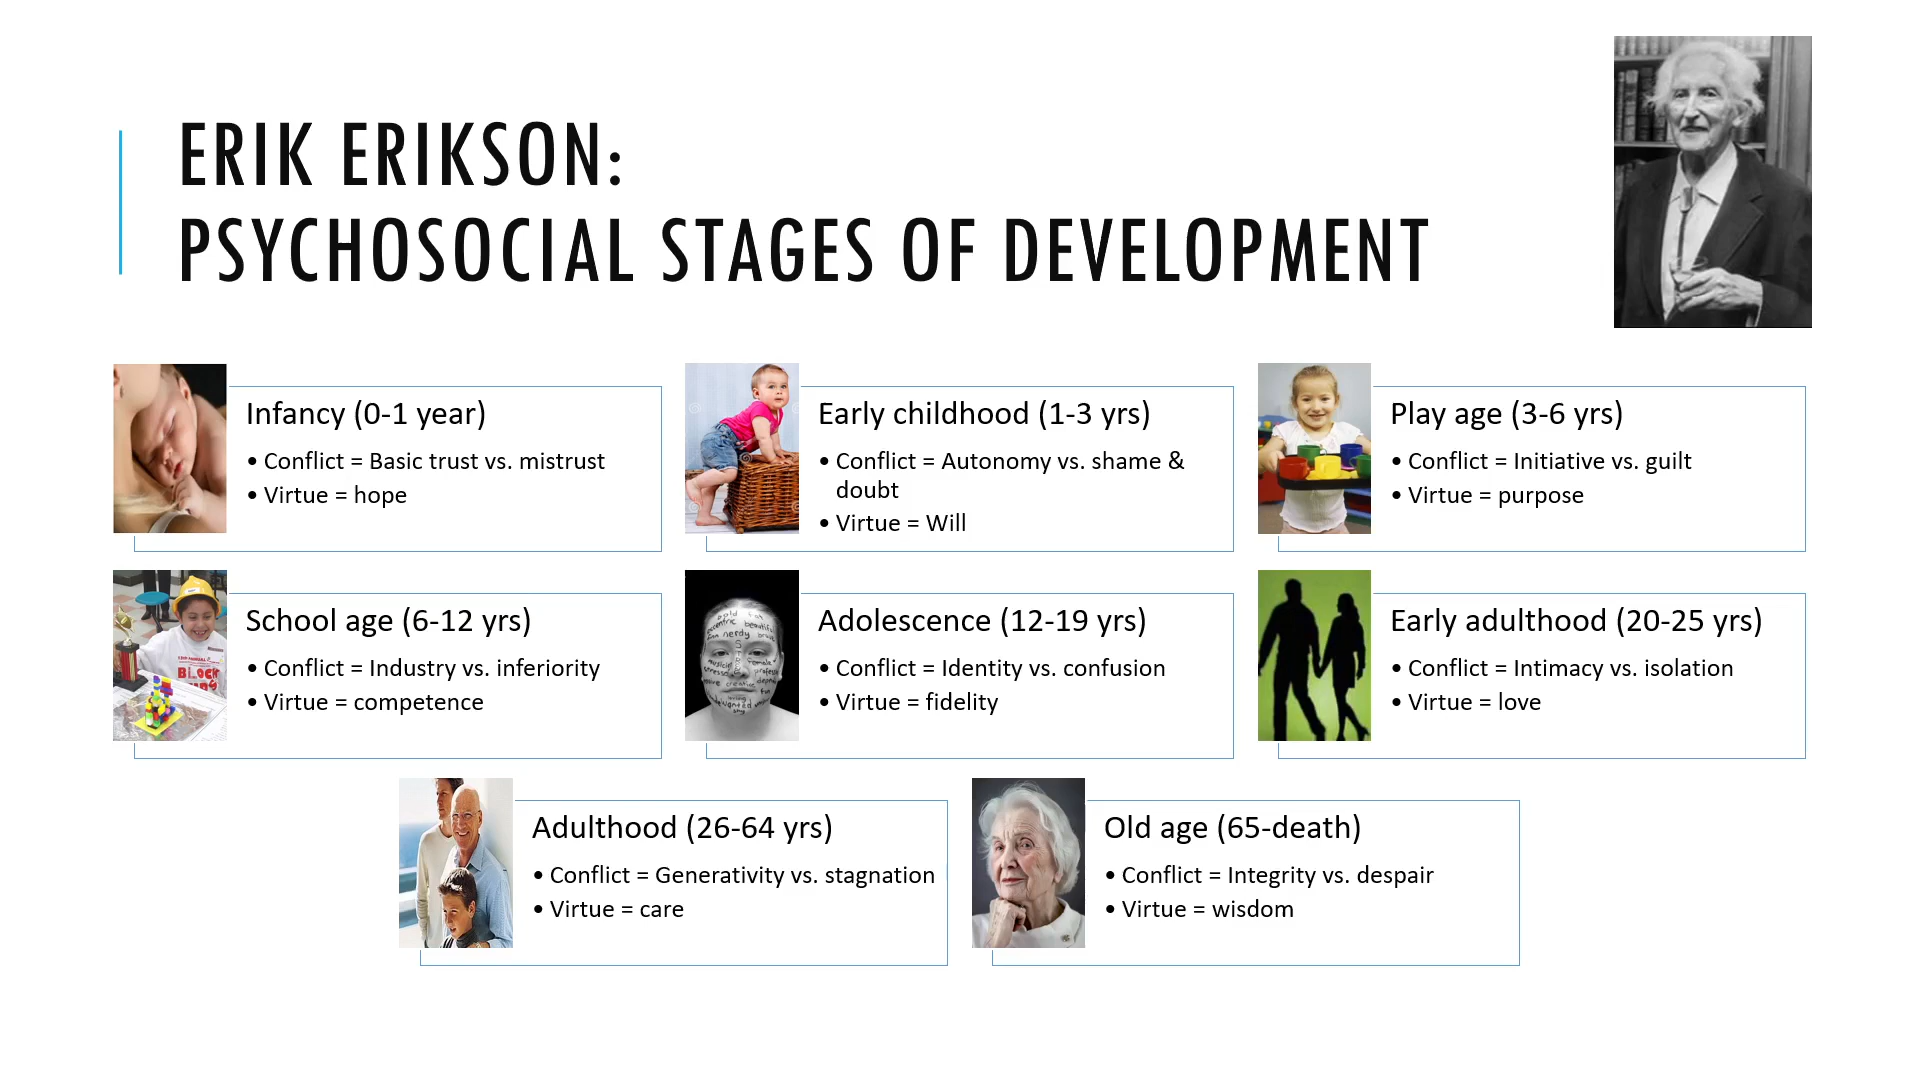 ERIK ERIKSON:
PSYCHOSOCIAL STAGES OF DEVELOPMENT
Infancy (0-1 year)
• Conflict = Basic trust vs. mistrust
• Virtue = hope
Early childhood (1-3 yrs)
• Conflict = Autonomy vs. shame &
doubt
• Virtue = Will
Play age (3-6 yrs)
• Conflict = Initiative vs. guilt
• Virtue = purpose
School age (6-12 yrs)
• Conflict = Industry vs. inferiority
• Virtue = competence
BLOCK
Adolescence (12-19 yrs)
• Conflict = Identity vs. confusion
• Virtue = fidelity
beautiful
nerdy
creative
Early adulthood (20-25 yrs)
• Conflict = Intimacy vs. isolation
• Virtue = love
Adulthood (26-64 yrs)
• Conflict = Generativity vs. stagnation
• Virtue = care
Old age (65-death)
• Conflict = Integrity vs. despair
• Virtue = wisdom